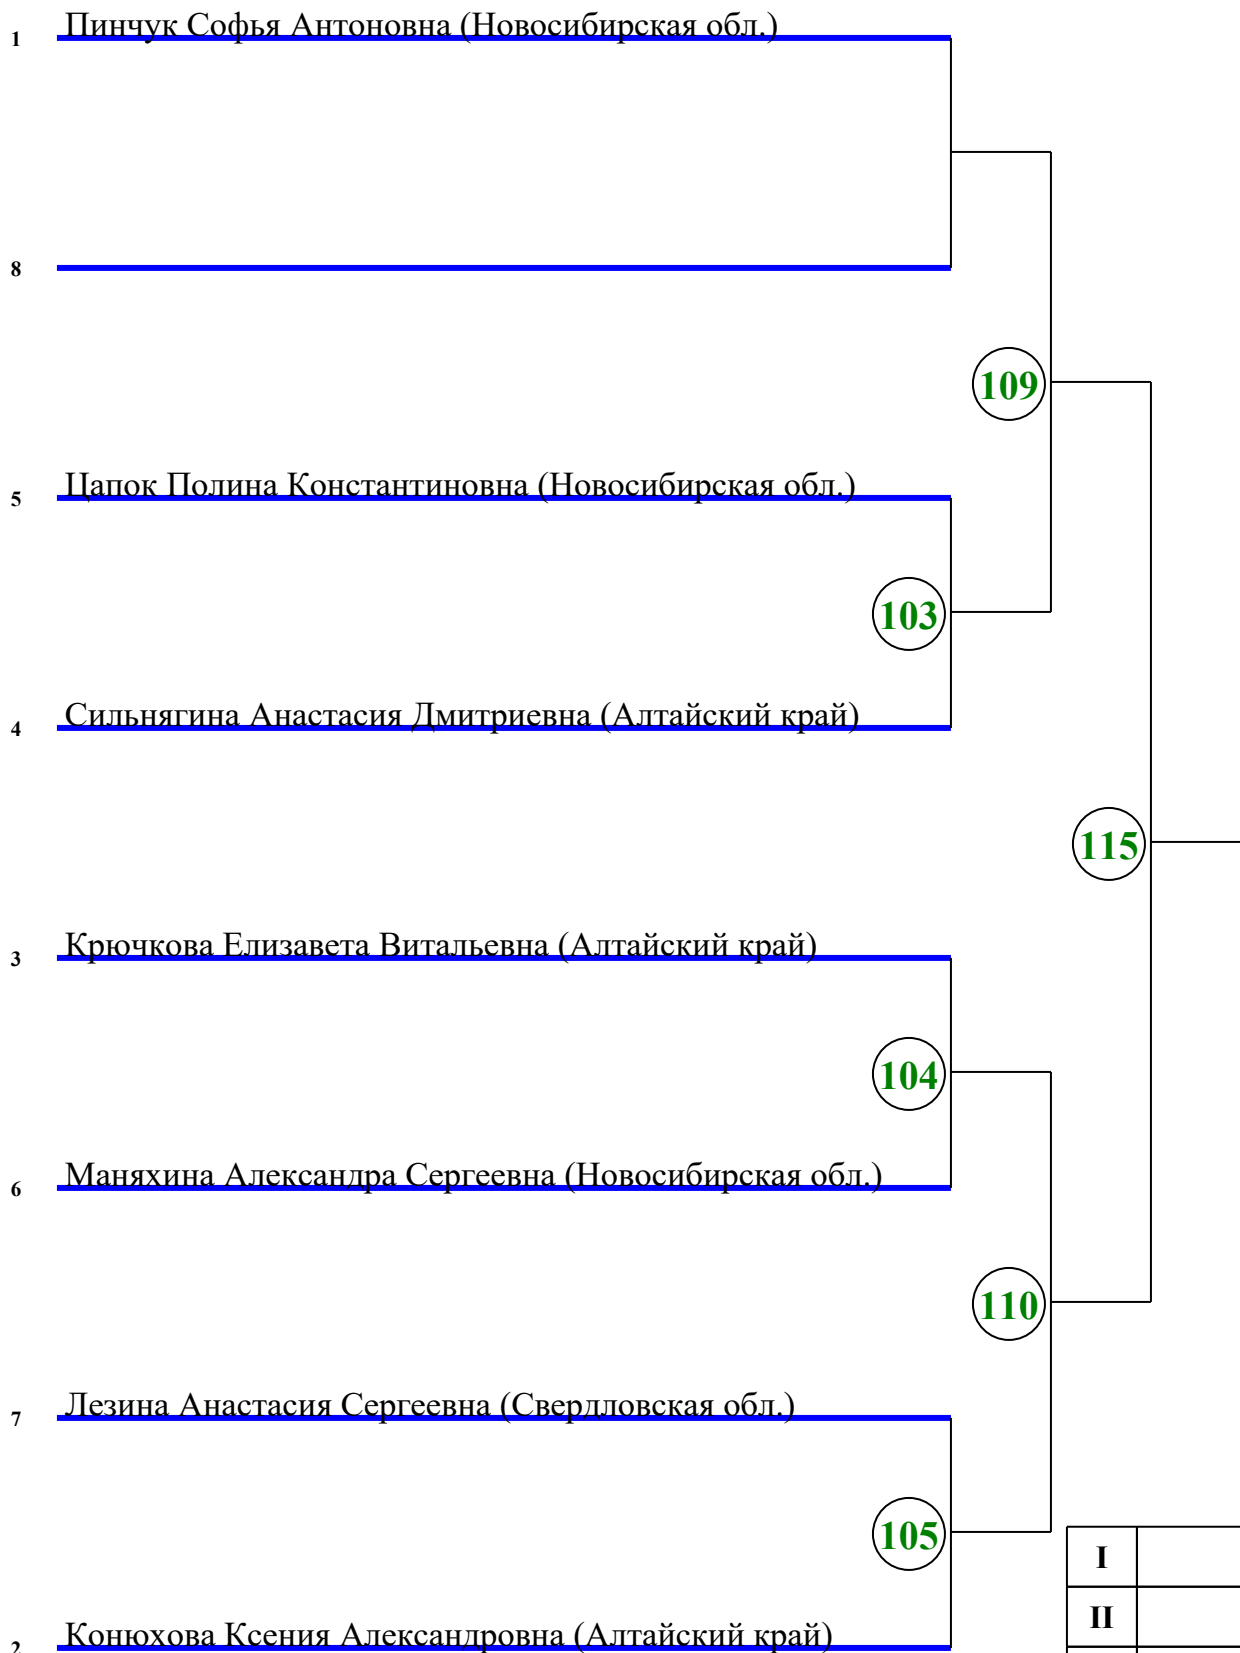 1 Пинчук Софья Антоновна (Новосибирская обл.)
8
109
5 Цапок Полина Константиновна (Новосибирская обл.)
103
4 Сильнягина Анастасия Дмитриевна (Алтайский край)
115
3 Крючкова Елизавета Витальевна (Алтайский край)
104
6 Маняхина Александра Сергеевна (Новосибирская обл.)
110
7 Лезина Анастасия Сергеевна (Свердловская обл.)
105
I
II
2 Конюхова Ксения Александровна (Алтайский край)